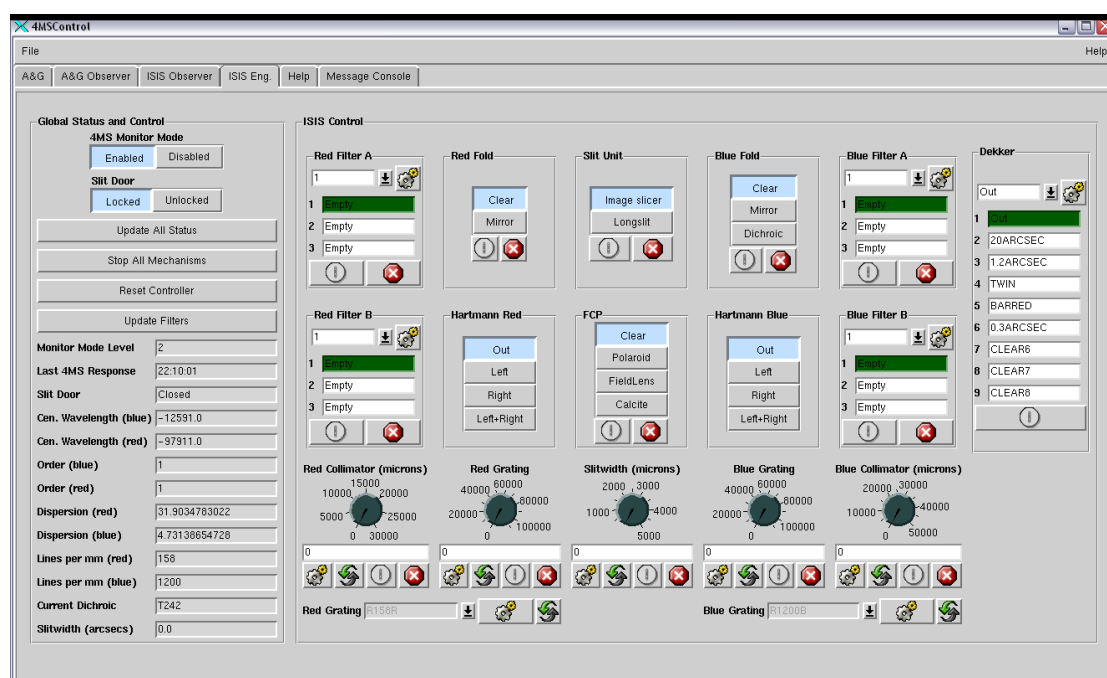 4MSControl
File
Help
A&G
A&G Observer
ISIS Observer
ISIS Eng.
Help
Message Console
Global Status and Control
4MS Monitor Mode
Enabled
Disabled
Slit Door
Locked
Unlocked
Update All Status
Stop All Mechanisms
Reset Controller
Update Filters
Monitor Mode Level
2
Last 4MS Response
22:10:01
Slit Door
Closed
Cen. Wavelength (blue)
-12591.0
Cen. Wavelength (red)
-97911.0
Order (blue)
1
Order (red)
1
Dispersion (red)
31.9034783022
Dispersion (blue)
4.73138654728
Lines per mm (red)
158
Lines per mm (blue)
1200
Current Dichroic
T242
Slitwidth (arcsecs)
0.0
ISIS Control
Red Filter A
1
1 Empty
2 Empty
3 Empty
Red Fold
Clear
Mirror
Slit Unit
Image slicer
Longslit
Blue Fold
Clear
Mirror
Dichroic
Blue Filter A
1
1 Empty
2 Empty
3 Empty
Dekker
Out
1 Out
2 20ARCSEC
3 1.2ARCSEC
4 TWIN
5 BARRED
6 0.3ARCSEC
7 CLEAR6
8 CLEAR7
9 CLEAR8
Red Filter B
1
1 Empty
2 Empty
3 Empty
Hartmann Red
Out
Left
Right
Left+Right
FCP
Clear
Polaroid
FieldLens
Calcite
Hartmann Blue
Out
Left
Right
Left+Right
Blue Filter B
1
1 Empty
2 Empty
3 Empty
Red Collimator (microns)
15000
10000 20000
5000 25000
0 30000
0
Red Grating
60000
40000 80000
20000 100000
0
0
Slitwidth (microns)
2000 3000
1000 4000
5000
0
Blue Grating
60000
40000 80000
20000 100000
0
0
Blue Collimator (microns)
20000 30000
10000 40000
0 50000
0
Red Grating R158R
Blue Grating R1200B